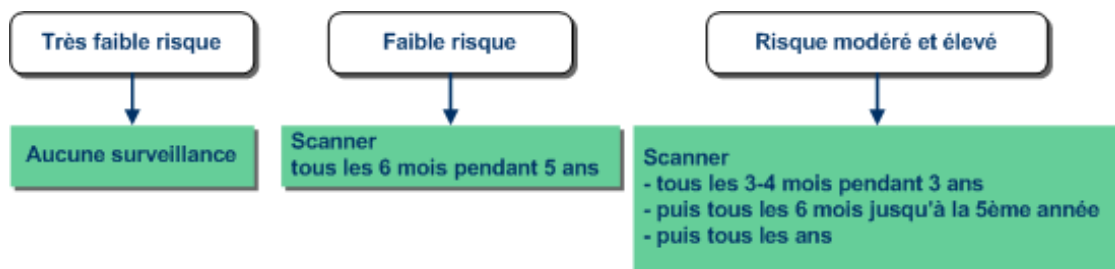 Très faible risque
Aucune surveillance
Faible risque
Scanner
tous les 6 mois pendant 5 ans
Risque modéré et élevé
Scanner
- tous les 3-4 mois pendant 3 ans
- puis tous les 6 mois jusqu'à la 5ème année
- puis tous les ans